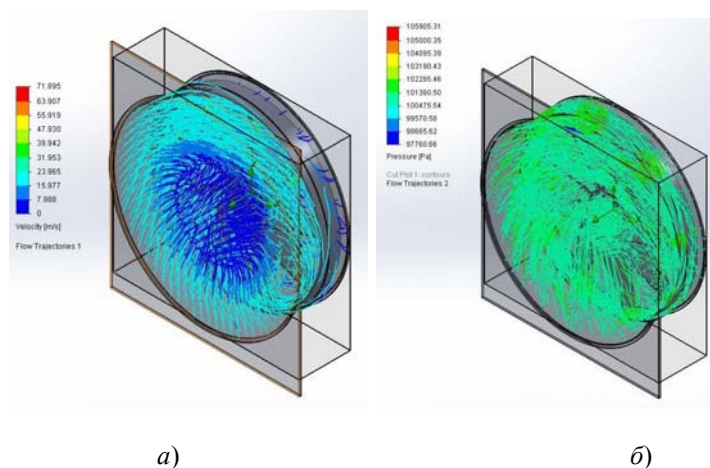 71.895
63.907
55.919
47.930
39.942
31.953
23.965
15.977
7.988
0
Velocity [m/s]
Flow Trajectories 1
105905.31
105000.35
104095.39
103190.43
102285.46
101380.50
100475.54
99570.58
98665.62
97760.66
Pressure [Pa]
Cut Plot 1: contours
Flow Trajectories 2
а)
б)